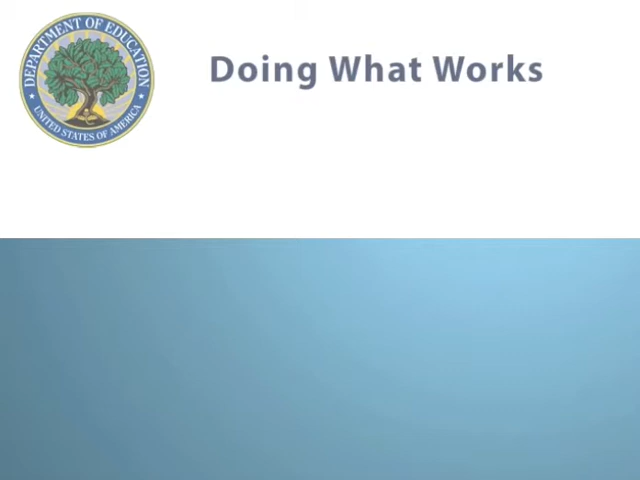 DEPARTMENT OF EDUCATION
UNITED STATES OF AMERICA
Doing What Works